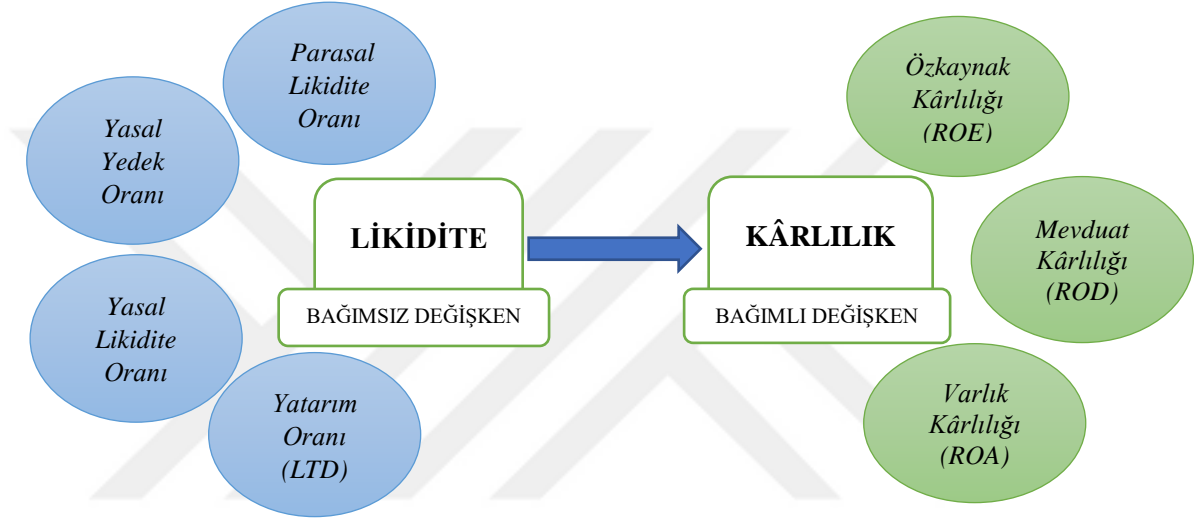 Parasal
Likidite
Oranı
Yasal
Yedek
Oranı
Yasal
Likidite
Oranı
Yatarım
Oranı
(LTD)
LİKİDİTE
BAĞIMSIZ DEĞİŞKEN
KÂRLILIK
BAĞIMLI DEĞİŞKEN
Özkaynak
Kârlılığı
(ROE)
Mevduat
Kârlılığı
(ROD)
Varlık
Kârlılığı
(ROA)